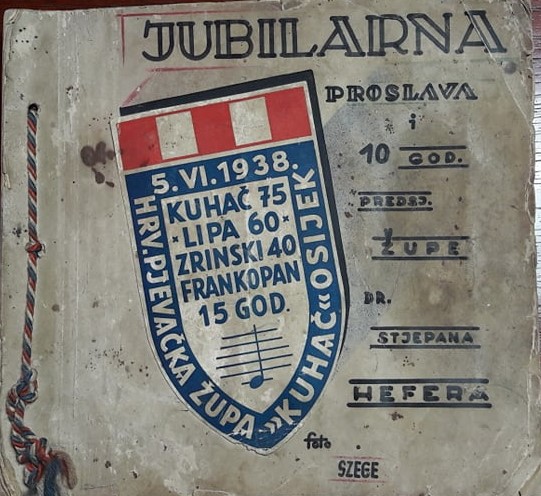 JUBILARNA
PROSLAVA
i
10 GOD.
PREDSJ.
ŽUPE
DR.
STJEPANA
HEFERA
5.VI.1938.
HRV. PJEVAČKA ŽUPA »KUHAČ« OSIJEK
KUHAČ 75
·LIPA 60·
ZRINSKI 40
FRANKOPAN
15 GOD.
foto
SZEGE